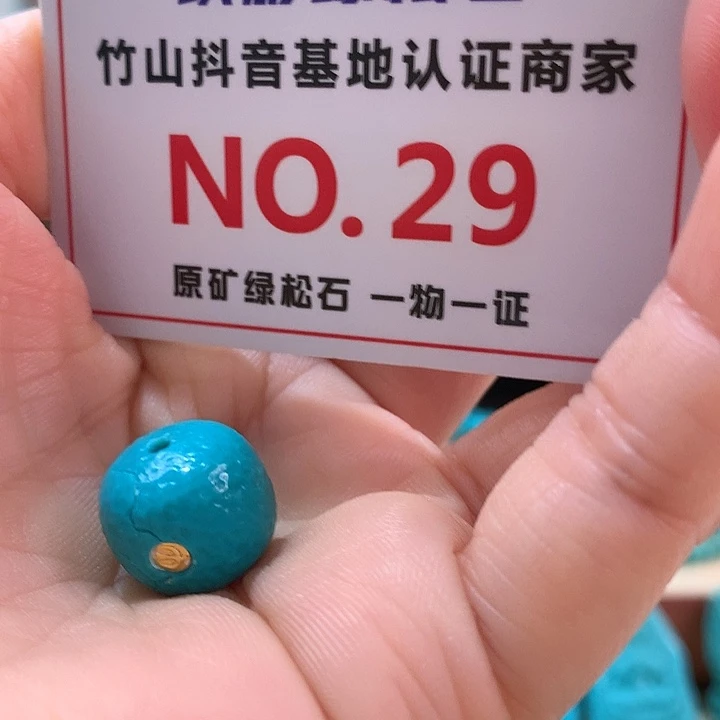 竹山抖音基地认证商家
NO.29
原矿绿松石 一物一证